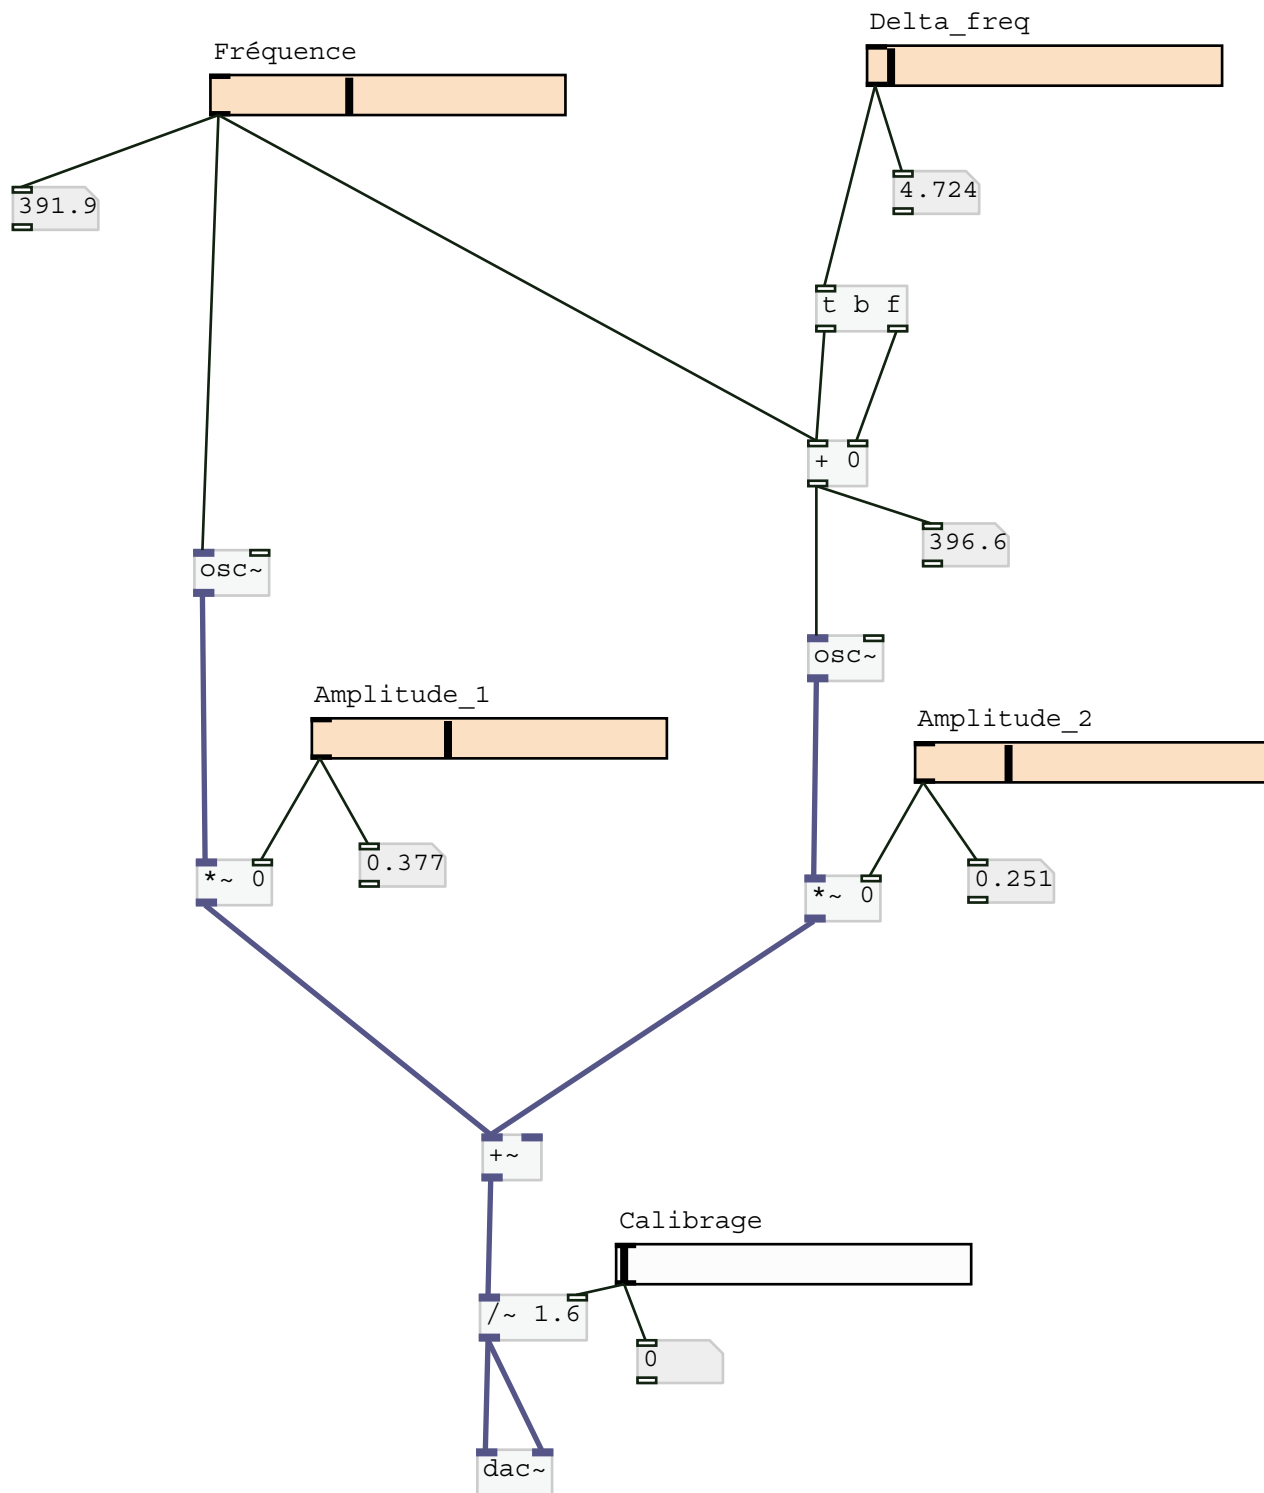 Delta_freq
Fréquence
4.724
391.9
t b f
+ 0
396.6
osc~
osc~
Amplitude_1
Amplitude_2
0.377
*~ 0
0.251
*~ 0
+~
Calibrage
/~ 1.6
0
dac~